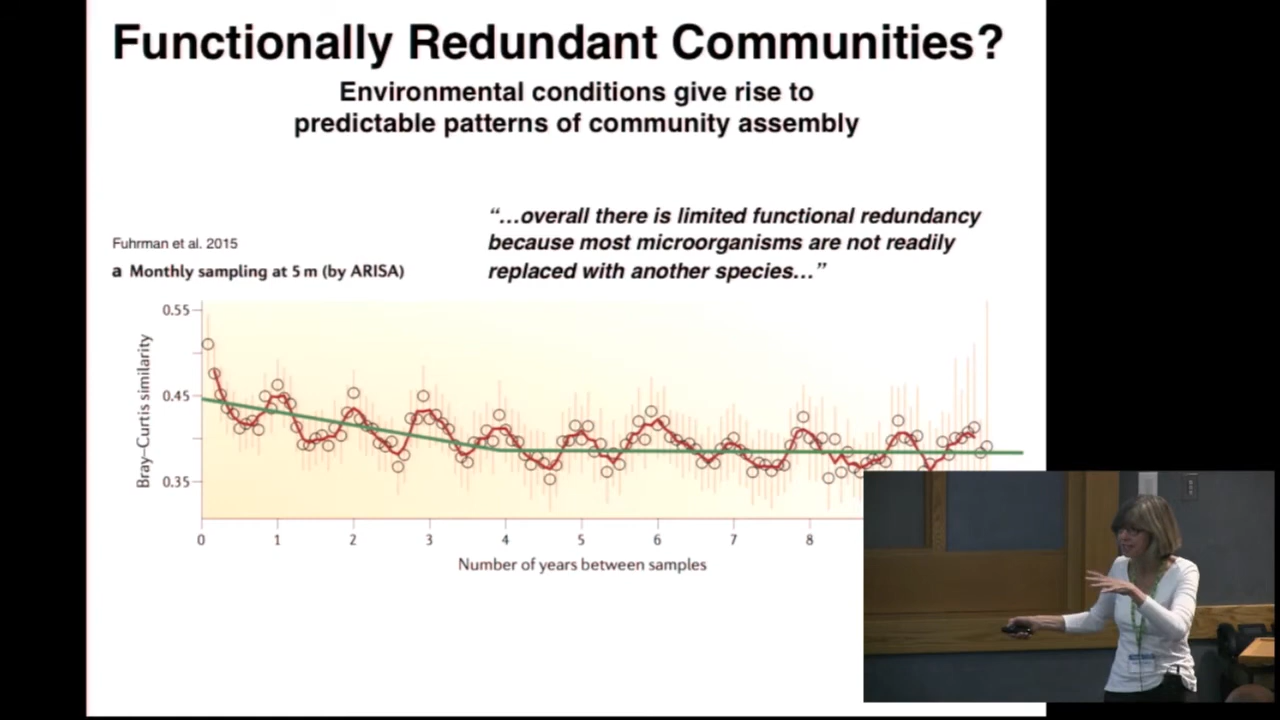 Functionally Redundant Communities?
Environmental conditions give rise to
predictable patterns of community assembly
“...overall there is limited functional redundancy
because most microorganisms are not readily
replaced with another species...”
Fuhrman et al. 2015
a Monthly sampling at 5 m (by ARISA)
Bray–Curtis similarity
0.55
0.45
0.35
0
1
2
3
4
5
6
7
8
Number of years between samples